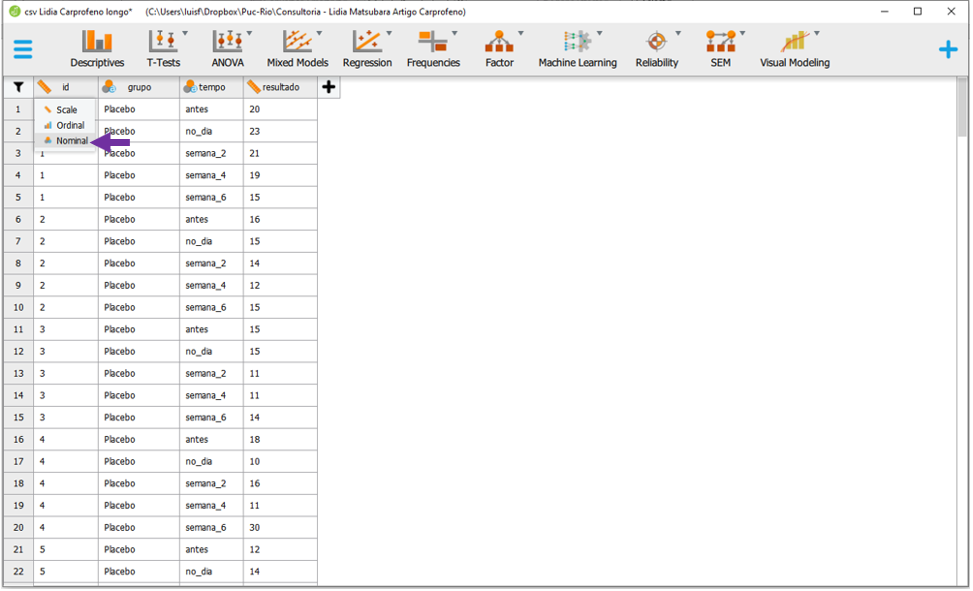 csv Lidia Carprofeno longo* (C:\Users\luisf\Dropbox\Puc-Rio\Consultoria - Lidia Matsubara Artigo Carprofeno)
Descriptives T-Tests ANOVA Mixed Models Regression Frequencies Factor Machine Learning Reliability SEM Visual Modeling
id grupo tempo resultado
1 Placebo antes 20
Scale
Ordinal
2 Placebo no_dia 23
Nominal
3 1 Placebo semana_2 21
4 1 Placebo semana_4 19
5 1 Placebo semana_6 15
6 2 Placebo antes 16
7 2 Placebo no_dia 15
8 2 Placebo semana_2 14
9 2 Placebo semana_4 12
10 2 Placebo semana_6 15
11 3 Placebo antes 15
12 3 Placebo no_dia 15
13 3 Placebo semana_2 11
14 3 Placebo semana_4 11
15 3 Placebo semana_6 14
16 4 Placebo antes 18
17 4 Placebo no_dia 10
18 4 Placebo semana_2 16
19 4 Placebo semana_4 11
20 4 Placebo semana_6 30
21 5 Placebo antes 12
22 5 Placebo no_dia 14